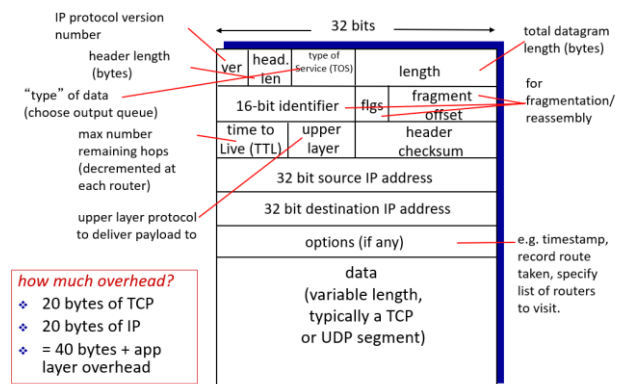 IP protocol version
number
32 bits
total datagram
length (bytes)
header length
(bytes)
ver
head.
len
type of
service (TOS)
length
"type" of data
(choose output queue)
for
fragmentation/
reassembly
16-bit identifier
flgs
fragment
offset
max number
remaining hops
(decremented at
each router)
time to
Live (TTL)
upper
layer
header
checksum
32 bit source IP address
32 bit destination IP address
upper layer protocol
to deliver payload to
options (if any)
e.g. timestamp,
record route
taken, specify
list of routers
to visit.
data
(variable length,
typically a TCP
or UDP segment)
how much overhead?
❖ 20 bytes of TCP
❖ 20 bytes of IP
❖ = 40 bytes + app
layer overhead